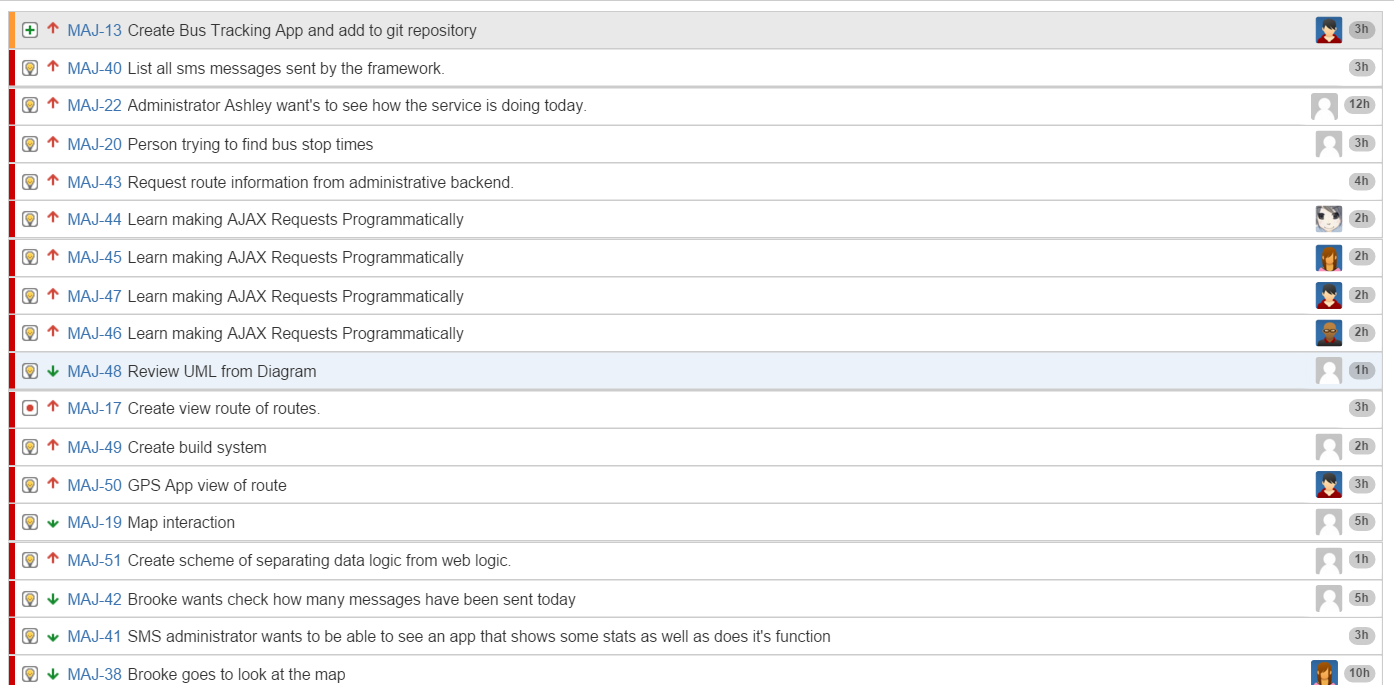 MAJ-13 Create Bus Tracking App and add to git repository 3h
MAJ-40 List all sms messages sent by the framework. 3h
MAJ-22 Administrator Ashley want's to see how the service is doing today. 12h
MAJ-20 Person trying to find bus stop times 3h
MAJ-43 Request route information from administrative backend. 4h
MAJ-44 Learn making AJAX Requests Programmatically 2h
MAJ-45 Learn making AJAX Requests Programmatically 2h
MAJ-47 Learn making AJAX Requests Programmatically 2h
MAJ-46 Learn making AJAX Requests Programmatically 2h
MAJ-48 Review UML from Diagram 1h
MAJ-17 Create view route of routes. 3h
MAJ-49 Create build system 2h
MAJ-50 GPS App view of route 3h
MAJ-19 Map interaction 5h
MAJ-51 Create scheme of separating data logic from web logic. 1h
MAJ-42 Brooke wants check how many messages have been sent today 5h
MAJ-41 SMS administrator wants to be able to see an app that shows some stats as well as does it's function 3h
MAJ-38 Brooke goes to look at the map 10h